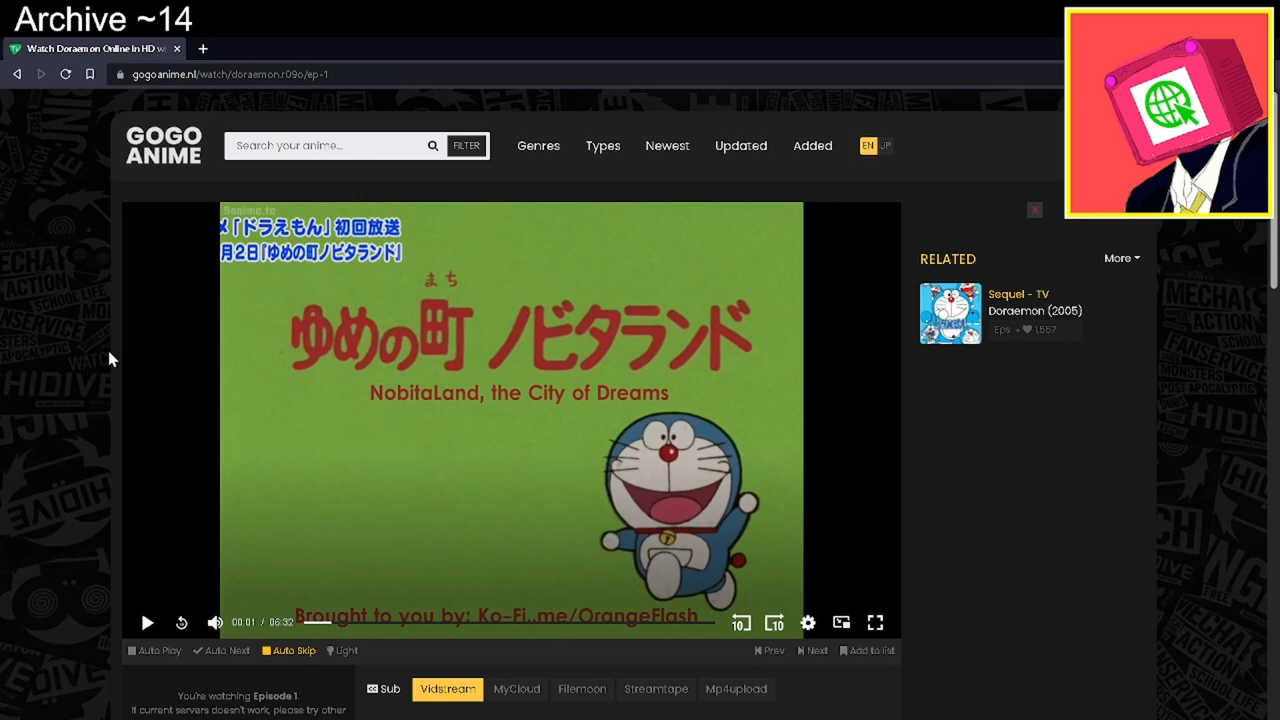 Archive ~14
Watch Doraemon Online In HD w
gogoanime.nl/watch/doraemon.r09o/ep-1
GOGO
ANIME
Search your anime...
FILTER
Genres
Types
Newest
Updated
Added
EN JP
9anime.to
メ「ドラえもん」初回放送
月2日「ゆめの町ノビタランド」
まち
ゆめの町 ノビタランド
NobitaLand, the City of Dreams
Brought to you by: Ko-Fi..me/OrangeFlash
00:01 / 06:32
10 10
Auto Play
Auto Next
Auto Skip
Light
Prev
Next
Add to list
You're watching Episode 1.
If current servers doesn't work, please try other
Sub
Vidstream
MyCloud
Filemoon
Streamtape
Mp4upload
X
RELATED
More
Sequel - TV
Doraemon (2005)
Eps • 1,557